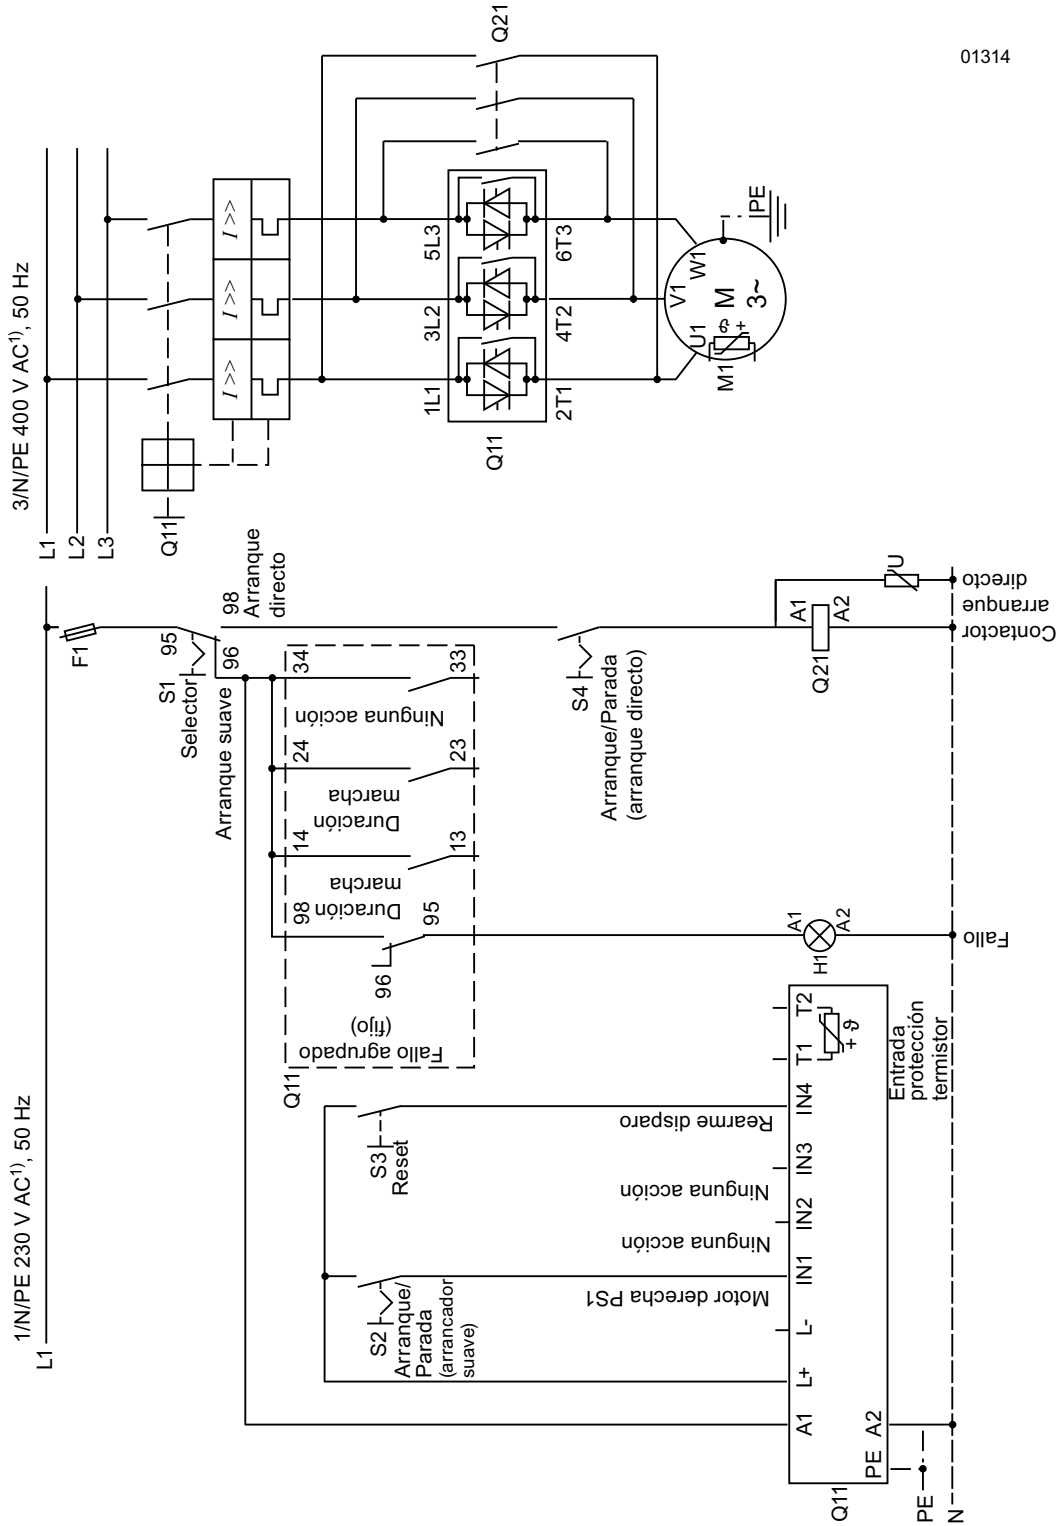 01314
1/N/PE 230 V AC1), 50 Hz
L1
F1
95
S1
Selector
96
98
Arranque
directo
Arranque suave
Q11
Fallo agrupado
(fijo)
96
98
95
Duración
marcha
14
13
Duración
marcha
24
23
Ninguna acción
34
33
S4
Arranque/Parada
(arranque directo)
S2
Arranque/
Parada
(arrancador
suave)
S3
Reset
Motor derecha PS1
Ninguna acción
Ninguna acción
Rearme disparo
A1
L+
L-
IN1
IN2
IN3
IN4
T1
T2
+ ϑ
PE
A2
Q11
Entrada
protección
termistor
H1
A1
A2
Fallo
Q21
A1
A2
U
Contactor
arranque
directo
PE
N
3/N/PE 400 V AC1), 50 Hz
L1
L2
L3
Q11
I >>
I >>
I >>
Q21
1L1
3L2
5L3
Q11
2T1
4T2
6T3
U1
V1
W1
M
3~
M1
ϑ
+
PE